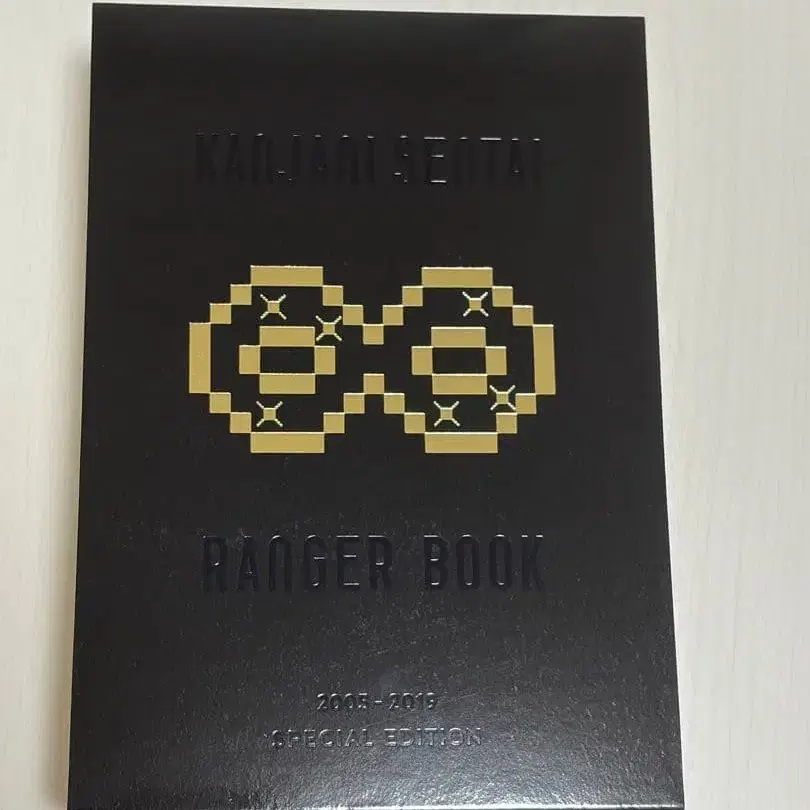 KANJANI SENTAI
RANGER BOOK
2005-2019
SPECIAL EDITION